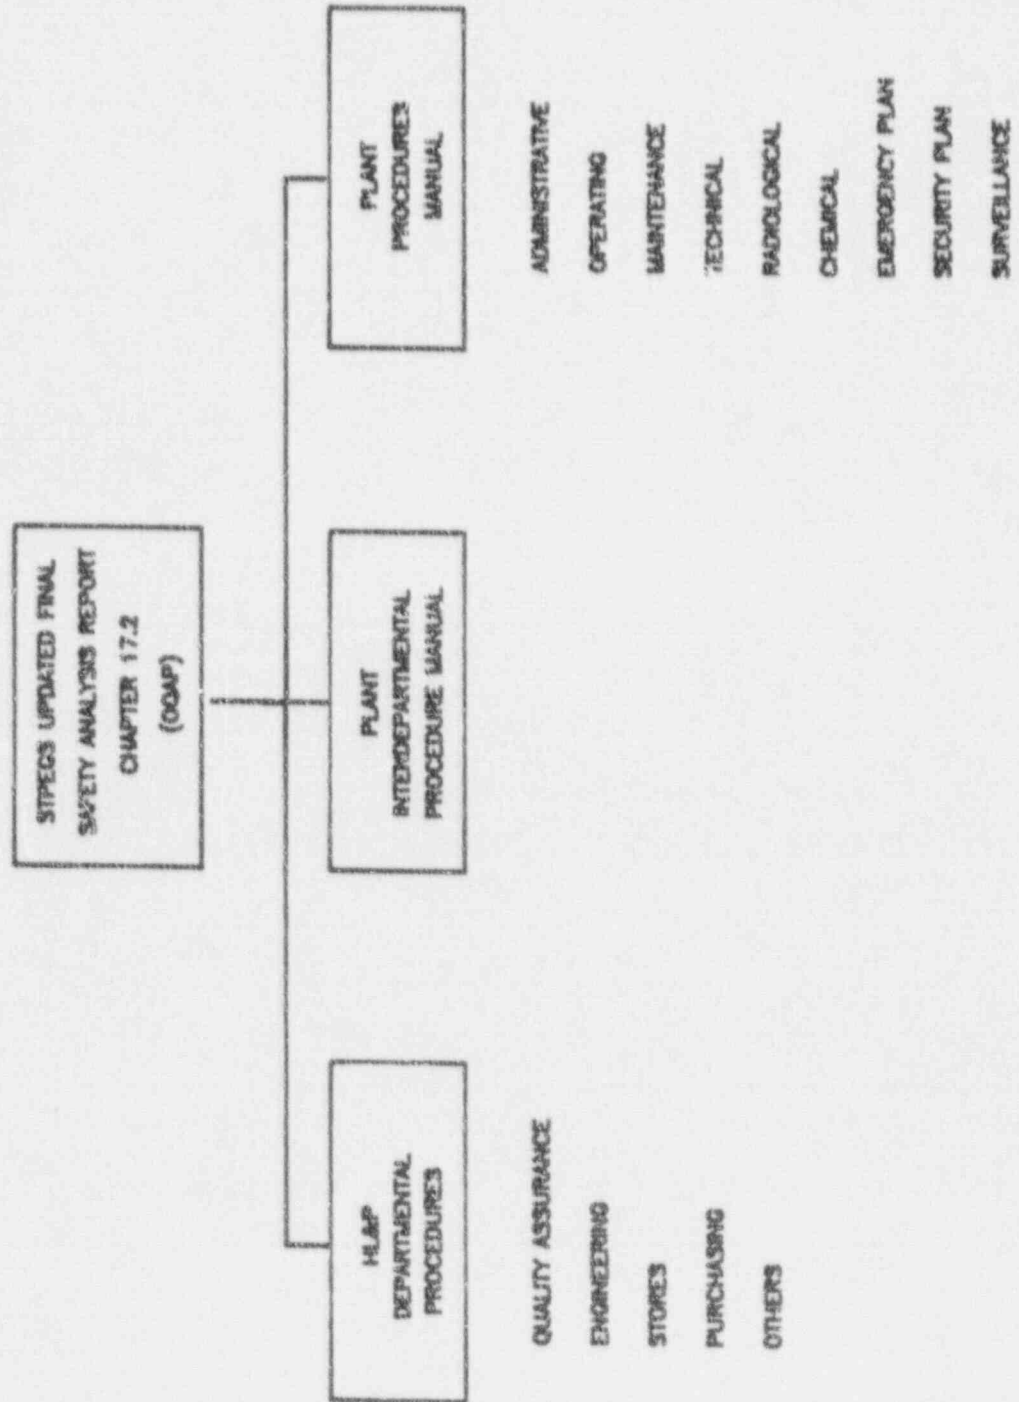 STPEGS UPDATED FINAL
SAFETY ANALYSIS REPORT
CHAPTER 17.2
(OQAP)
HL&P
DEPARTMENTAL
PROCEDURES
QUALITY ASSURANCE
ENGINEERING
STORES
PURCHASING
OTHERS
PLANT
INTERDEPARTMENTAL
PROCEDURE MANUAL
PLANT
PROCEDURES
MANUAL
ADMINISTRATIVE
OPERATING
MAINTENANCE
TECHNICAL
RADIOLOGICAL
CHEMICAL
EMERGENCY PLAN
SECURITY PLAN
SURVEILLANCE